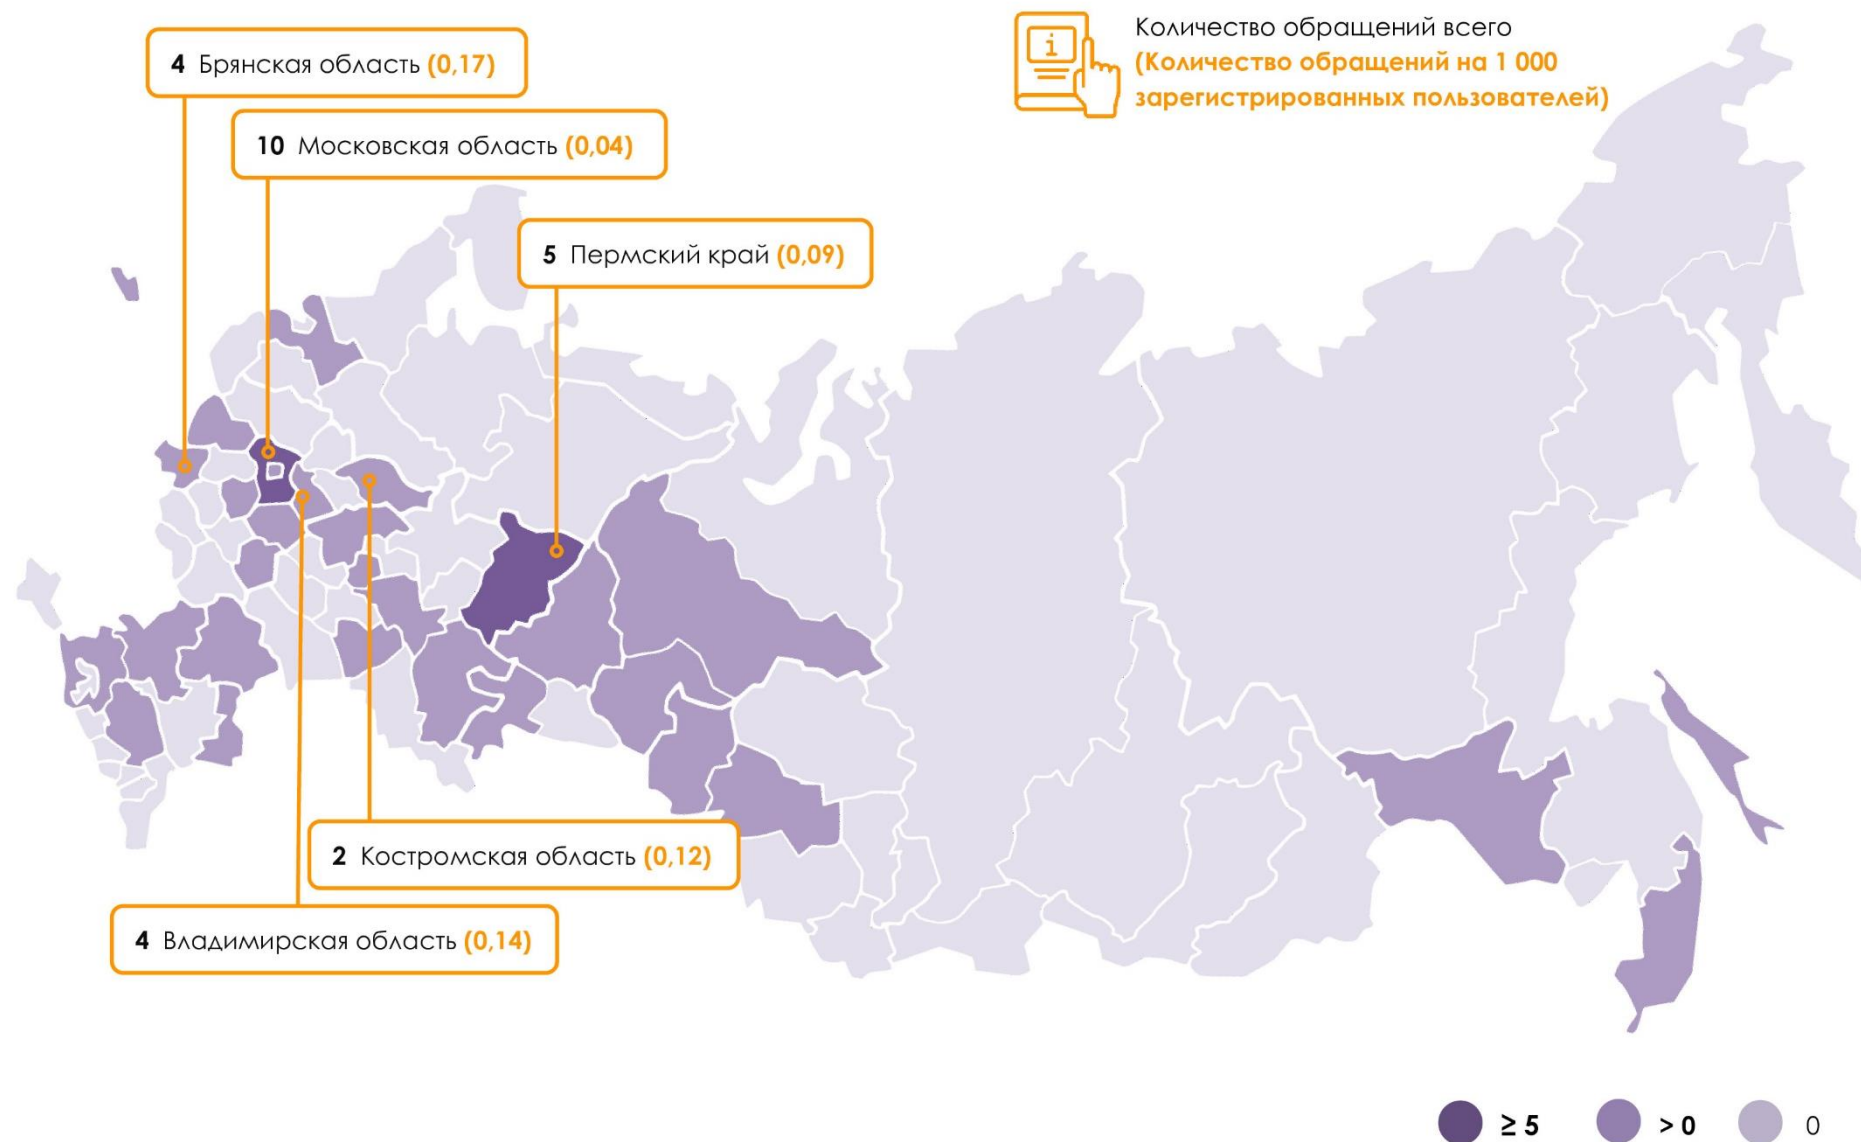 Количество обращений всего
(Количество обращений на 1 000
зарегистрированных пользователей)
i
4 Брянская область (0,17)
10 Московская область (0,04)
5 Пермский край (0,09)
2 Костромская область (0,12)
4 Владимирская область (0,14)
≥ 5
> 0
0